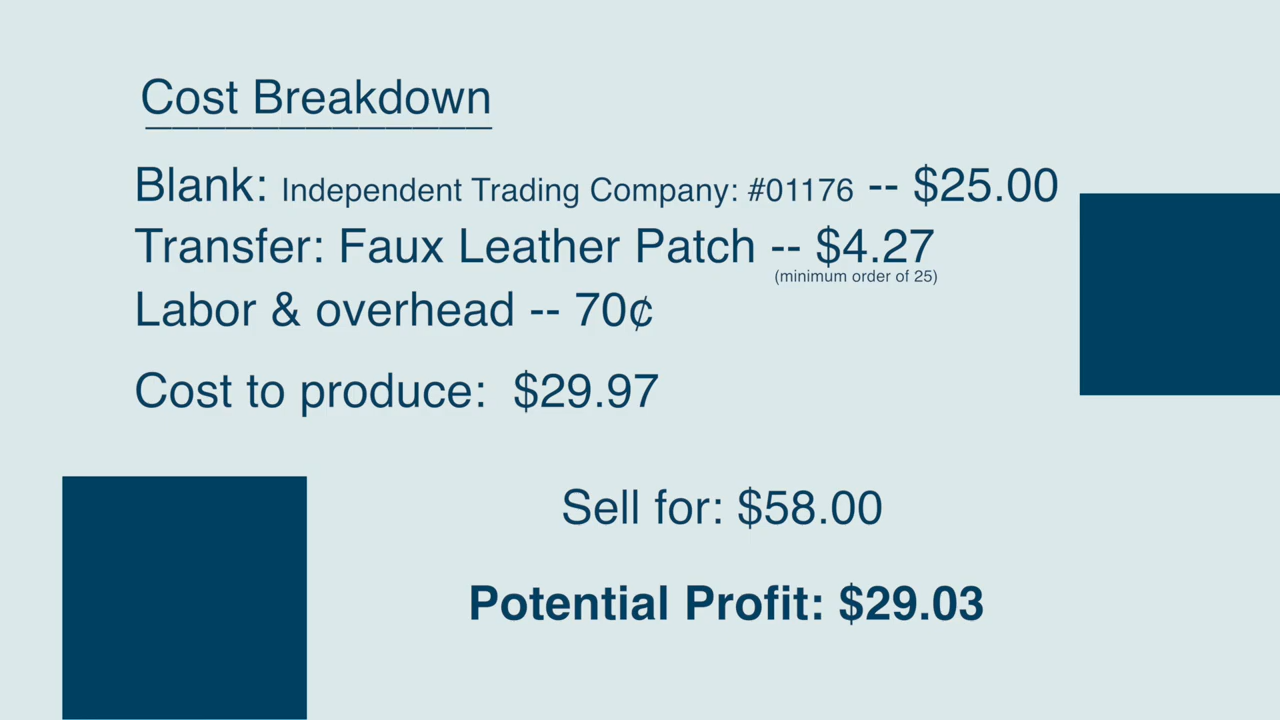 Cost Breakdown
Blank: Independent Trading Company: #01176 -- $25.00
Transfer: Faux Leather Patch -- $4.27
(minimum order of 25)
Labor & overhead -- 70¢
Cost to produce: $29.97
Sell for: $58.00
Potential Profit: $29.03